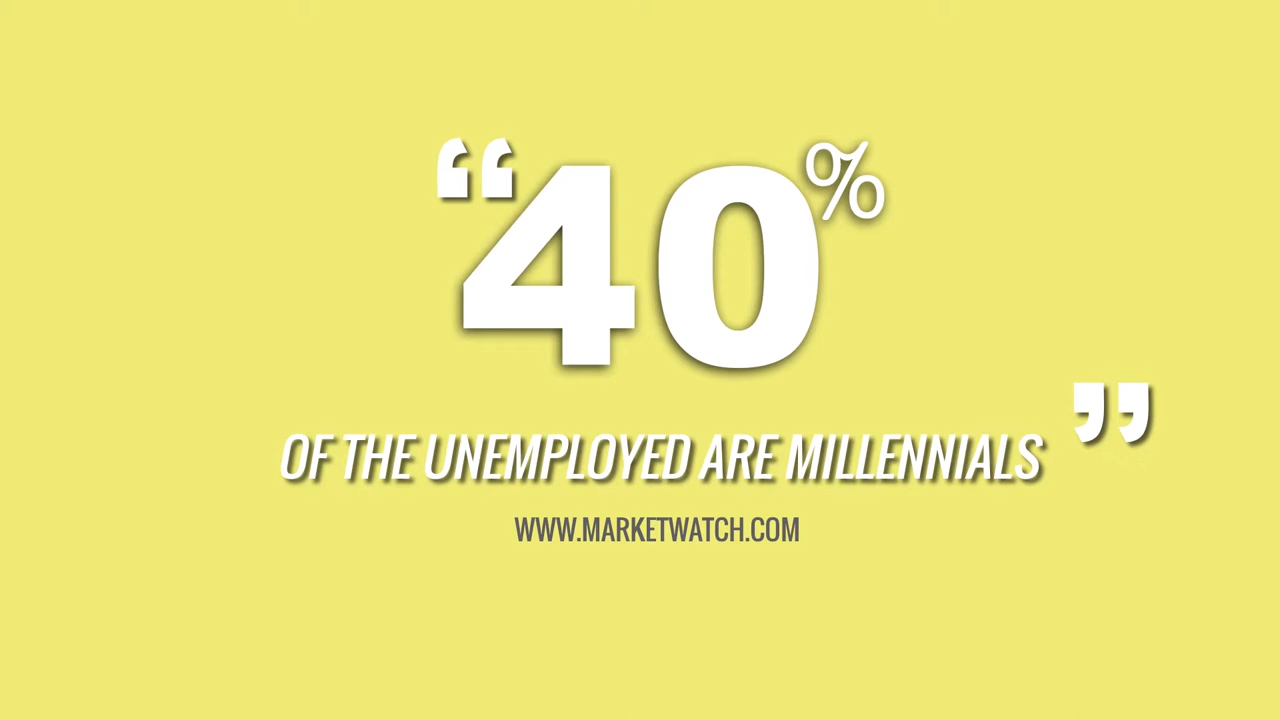 “40%
OF THE UNEMPLOYED ARE MILLENNIALS”
WWW.MARKETWATCH.COM